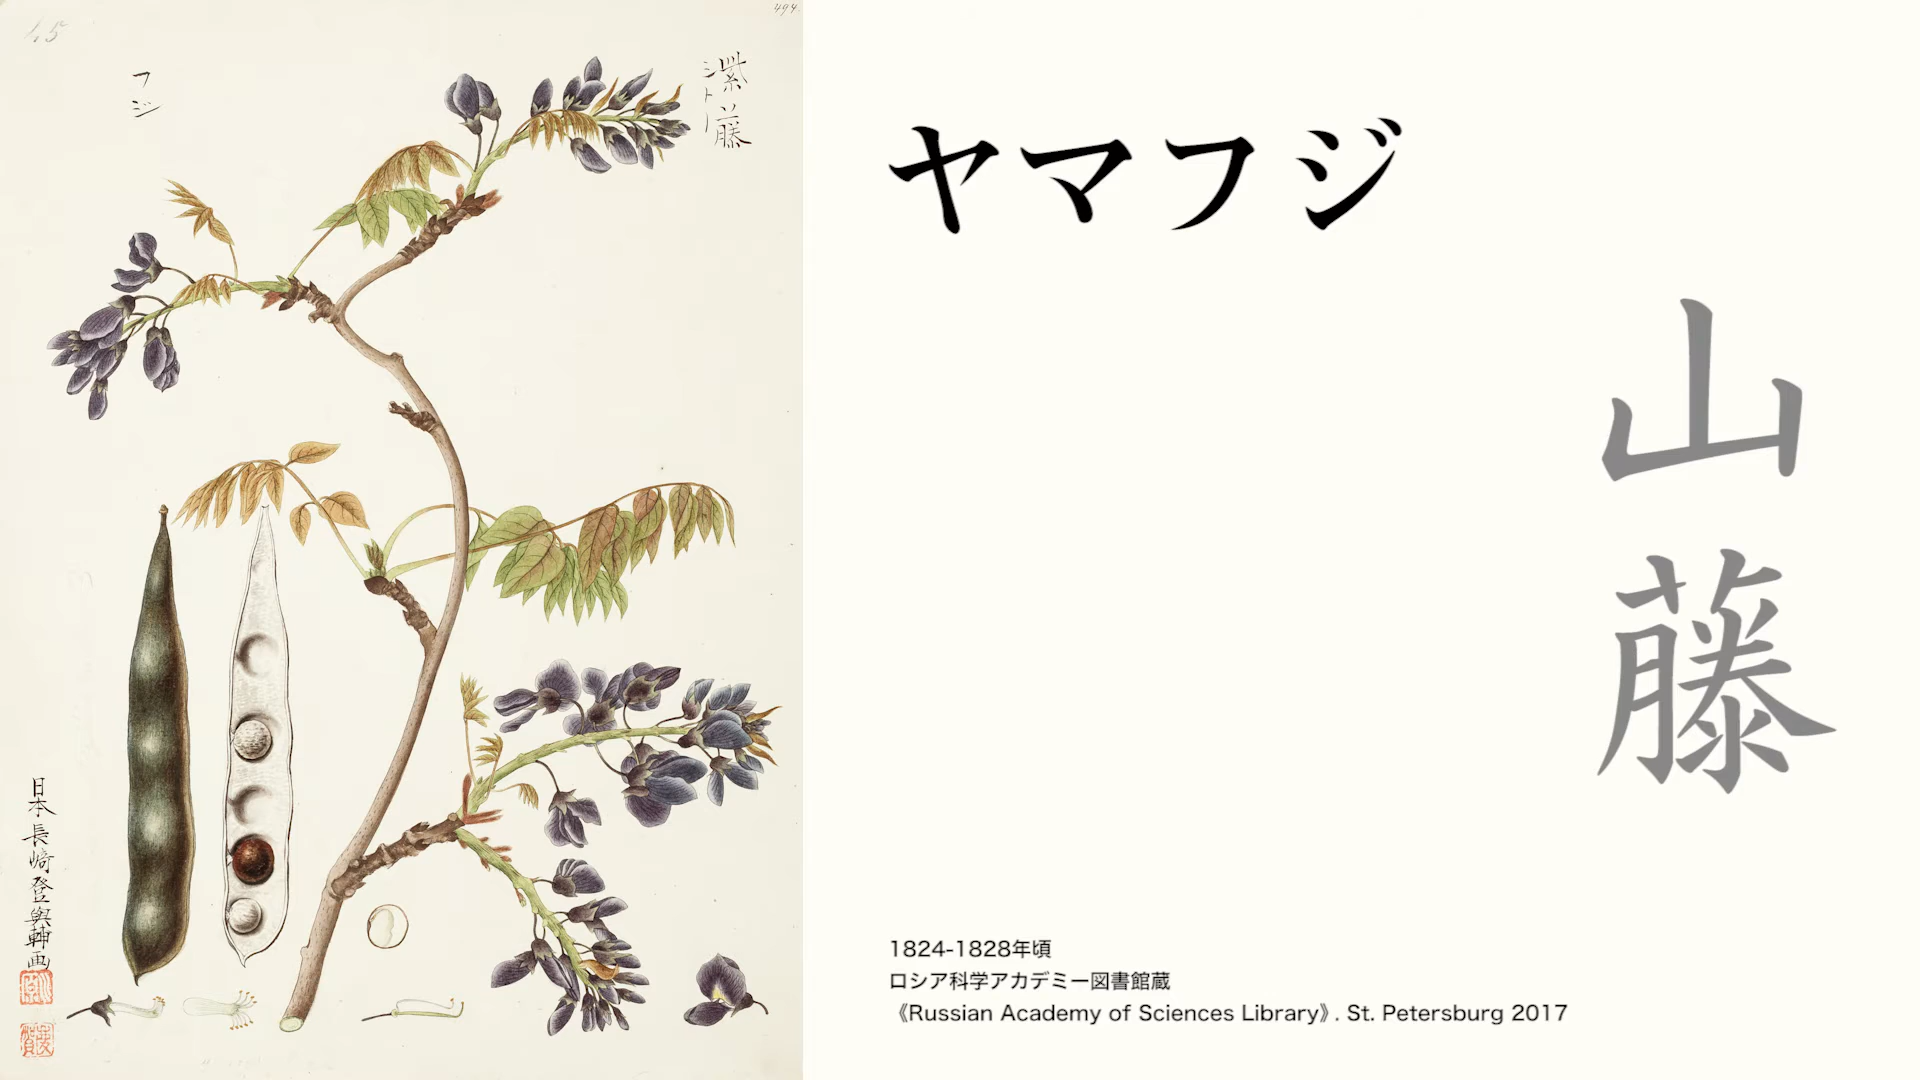 45
494.
フジ
紫藤
シトー
日本長崎登與輔画
ヤマフジ
山藤
1824-1828年頃
ロシア科学アカデミー図書館蔵
《Russian Academy of Sciences Library》. St. Petersburg 2017